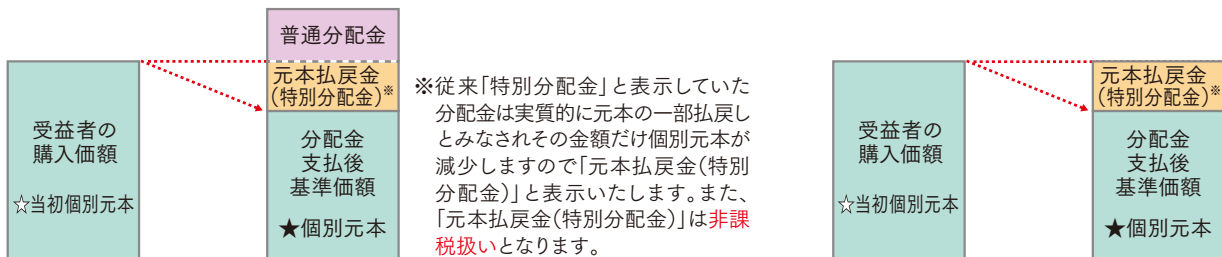 受益者の
購入価額
☆当初個別元本
普通分配金
元本払戻金
(特別分配金)※
分配金
支払後
基準価額
★個別元本
※従来「特別分配金」と表示していた
分配金は実質的に元本の一部払戻し
とみなされその金額だけ個別元本が
減少しますので「元本払戻金(特別
分配金)」と表示いたします。また、
「元本払戻金(特別分配金)」は非課
税扱いとなります。
受益者の
購入価額
☆当初個別元本
元本払戻金
(特別分配金)※
分配金
支払後
基準価額
★個別元本